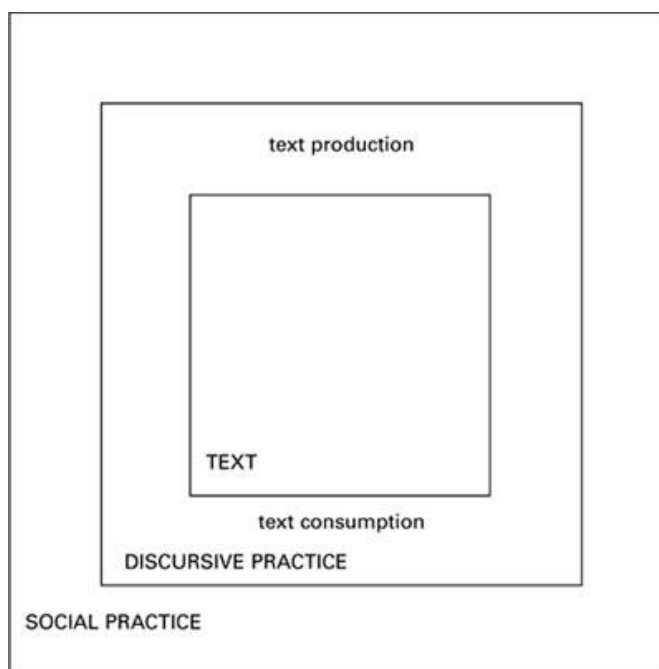 text production
TEXT
text consumption
DISCURSIVE PRACTICE
SOCIAL PRACTICE